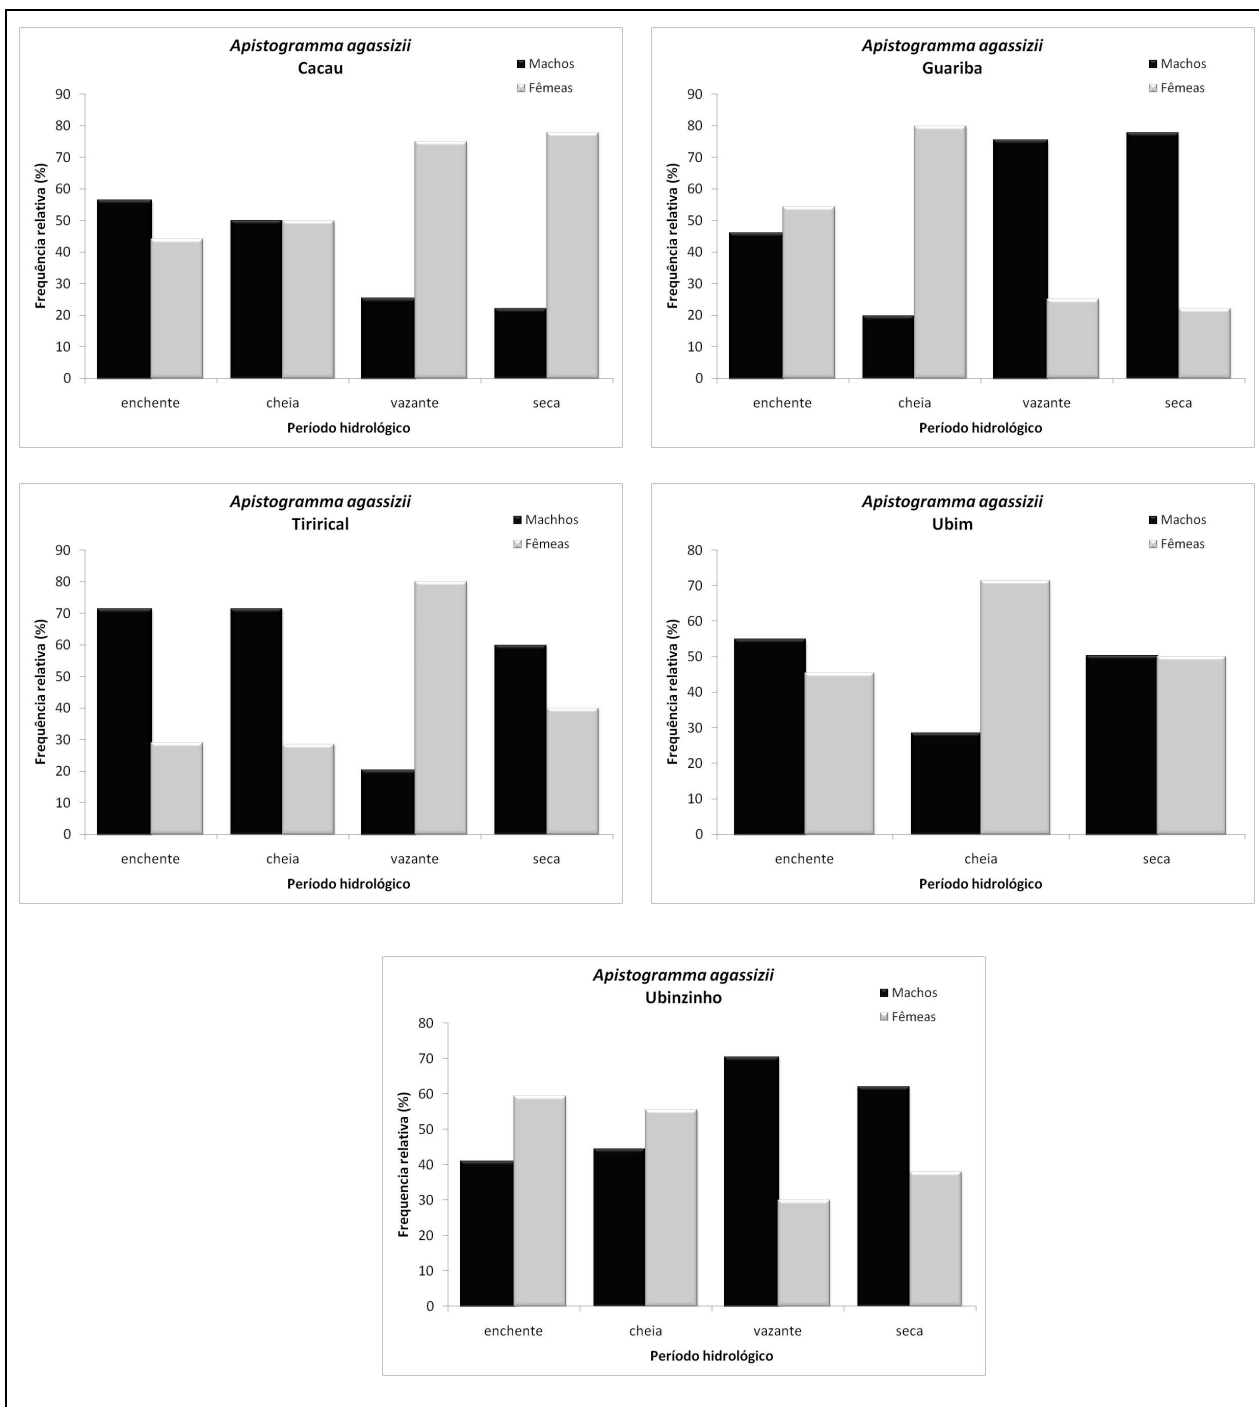 Apistogramma agassizii
Cacau
Machos
Fêmeas
Frequência relativa (%)
90
80
70
60
50
40
30
20
10
0
enchente cheia vazante seca
Período hidrológico
Apistogramma agassizii
Guariba
Machos
Fêmeas
Frequência relativa (%)
90
80
70
60
50
40
30
20
10
0
enchente cheia vazante seca
Período hidrológico
Apistogramma agassizii
Tirirical
Machhos
Fêmeas
Frequência relativa (%)
90
80
70
60
50
40
30
20
10
0
enchente cheia vazante seca
Período hidrológico
Apistogramma agassizii
Ubim
Machos
Fêmeas
Frequência relativa (%)
80
70
60
50
40
30
20
10
0
enchente cheia seca
Período hidrológico
Apistogramma agassizii
Ubinzinho
Machos
Fêmeas
Frequencia relativa (%)
80
70
60
50
40
30
20
10
0
enchente cheia vazante seca
Período hidrológico